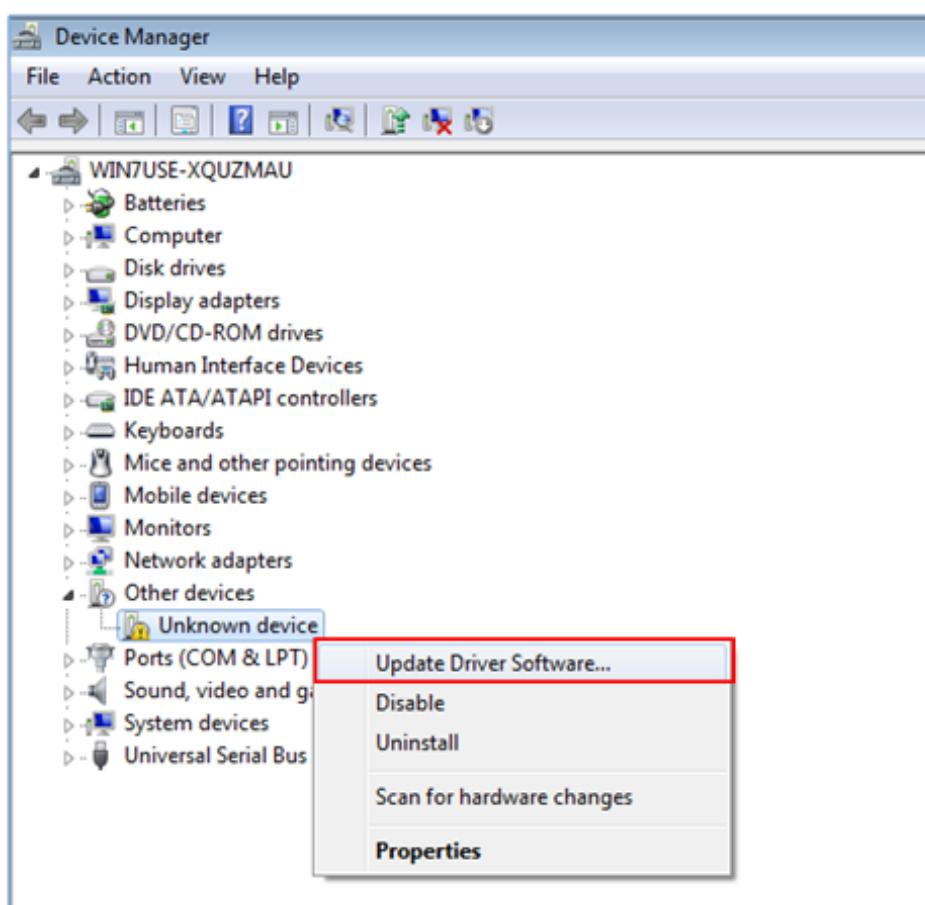 Device Manager
File Action View Help
WIN7USE-XQUZMAU
Batteries
Computer
Disk drives
Display adapters
DVD/CD-ROM drives
Human Interface Devices
IDE ATA/ATAPI controllers
Keyboards
Mice and other pointing devices
Mobile devices
Monitors
Network adapters
Other devices
Unknown device
Ports (COM & LPT)
Update Driver Software...
Sound, video and g
Disable
System devices
Uninstall
Universal Serial Bus
Scan for hardware changes
Properties